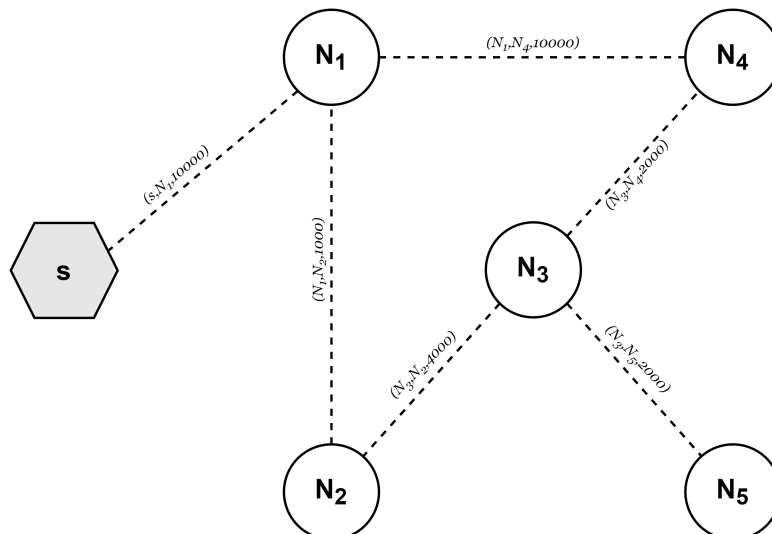 N₁
(N₁,N₄,10000)
N₄
(s,N₁,10000)
(N₃,N₄,2000)
s
(N₁,N₂,1000)
N₃
(N₃,N₂,4000)
(N₃,N₅,2000)
N₂
N₅